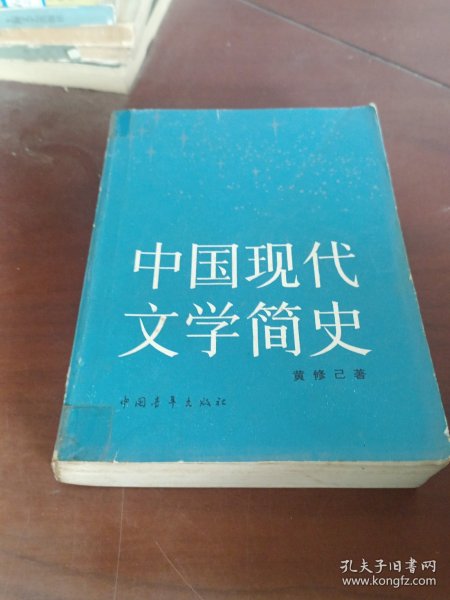 中国现代
文学简史
黄修己著
中国青年出版社
孔夫子旧书网
www.kongfz.com